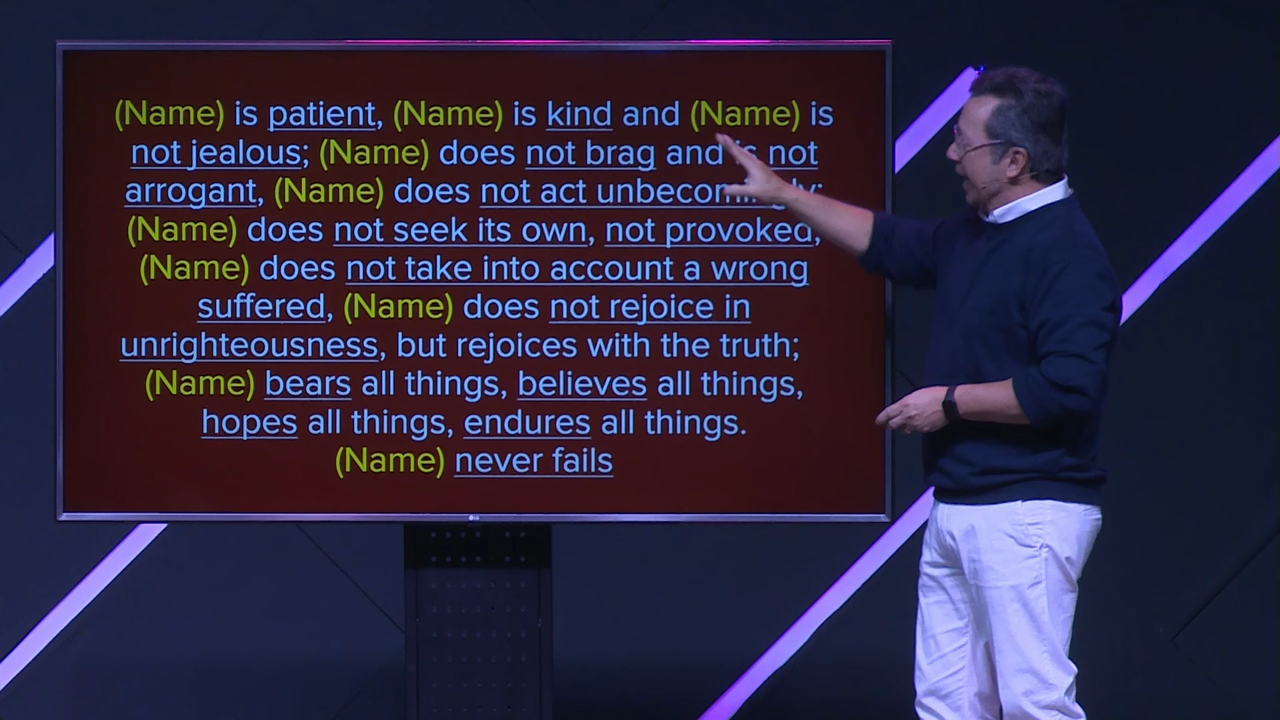 (Name) is patient, (Name) is kind and (Name) is
not jealous; (Name) does not brag and is not
arrogant, (Name) does not act unbecomingly;
(Name) does not seek its own, not provoked,
(Name) does not take into account a wrong
suffered, (Name) does not rejoice in
unrighteousness, but rejoices with the truth;
(Name) bears all things, believes all things,
hopes all things, endures all things.
(Name) never fails
LG